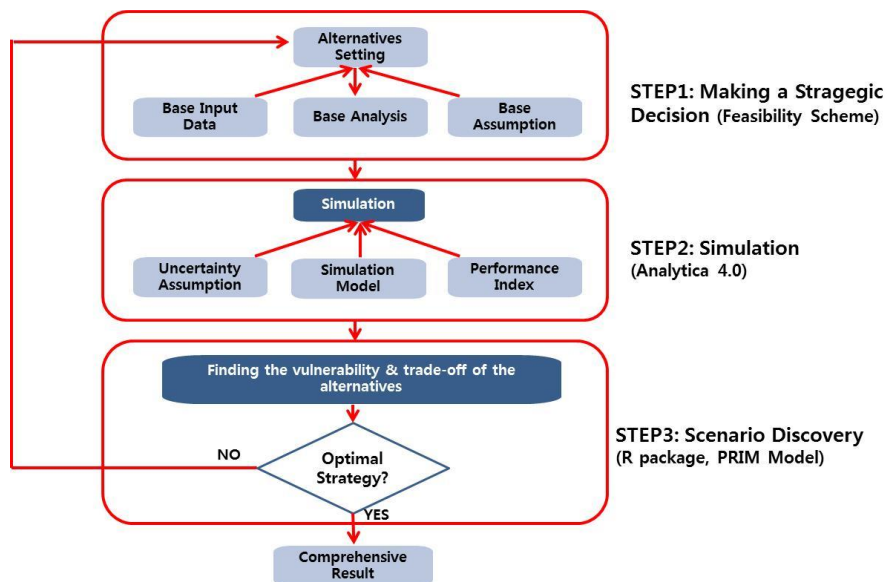 Alternatives
Setting
Base Input
Data
Base Analysis
Base
Assumption
STEP1: Making a Stragegic
Decision (Feasibility Scheme)
Simulation
Uncertainty
Assumption
Simulation
Model
Performance
Index
STEP2: Simulation
(Analytica 4.0)
Finding the vulnerability & trade-off of the
alternatives
NO
Optimal
Strategy?
YES
STEP3: Scenario Discovery
(R package, PRIM Model)
Comprehensive
Result